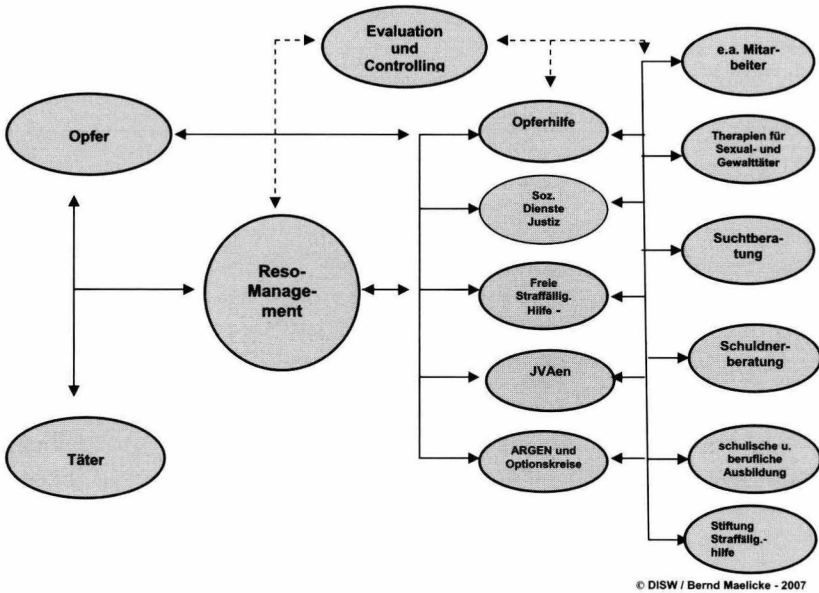 Evaluation
und
Controlling
Opfer
Reso-
Manage-
ment
Täter
Opferhilfe
Soz.
Dienste
Justiz
Freie
Straffällig.
Hilfe -
JVAen
ARGEN und
Optionskreise
e.a. Mitar-
beiter
Therapien für
Sexual- und
Gewalttäter
Suchtbera-
tung
Schuldner-
beratung
schulische u.
berufliche
Ausbildung
Stiftung
Straffällg.-
hilfe
© DISW / Bernd Maelicke - 2007